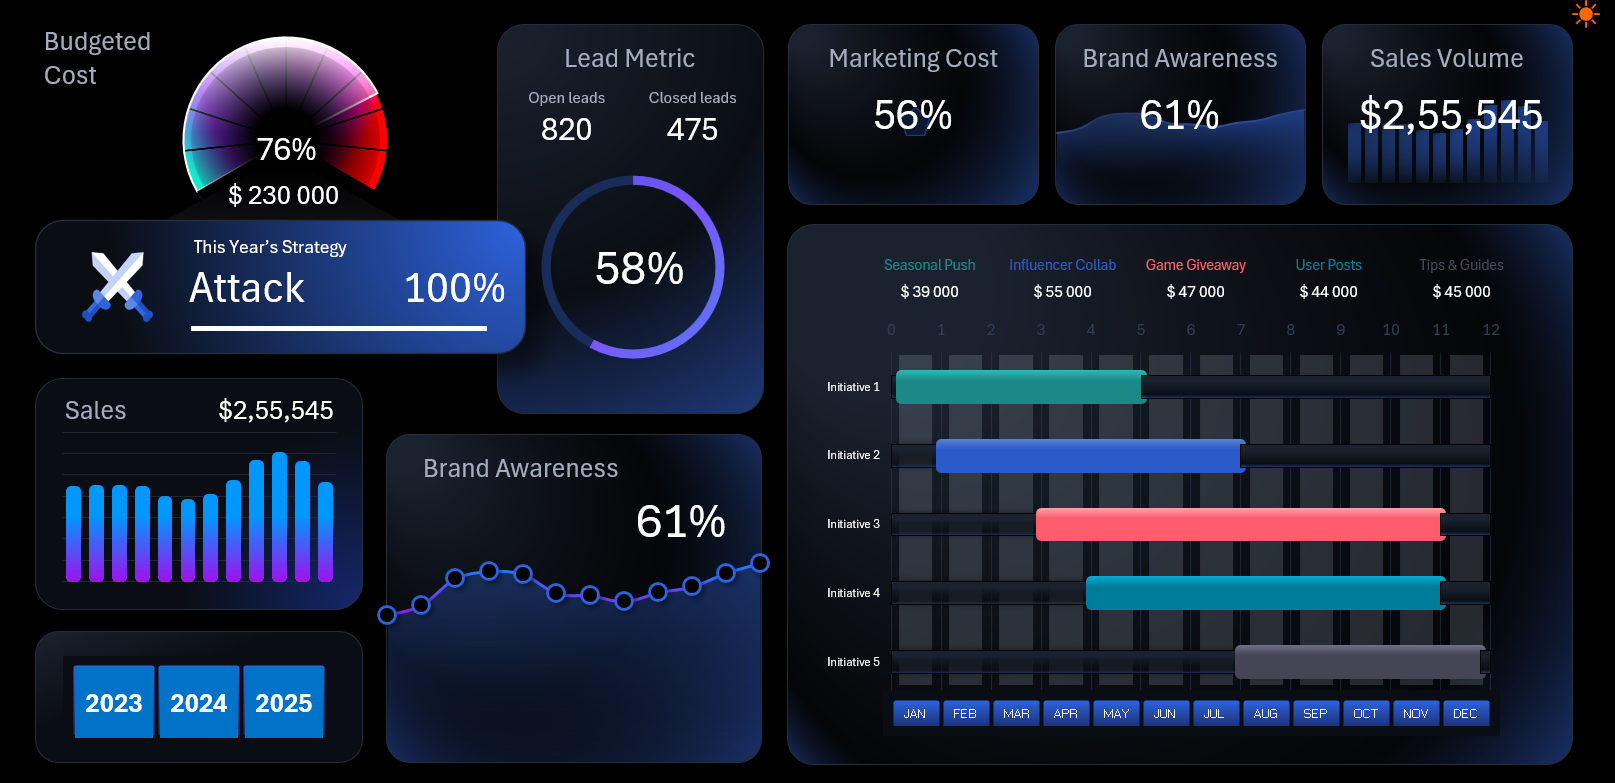 Budgeted
Cost
76%
$ 230 000
This Year's Strategy
Attack 100%
Lead Metric
Open leads Closed leads
820 475
58%
Marketing Cost
56%
Brand Awareness
61%
Sales Volume
$2,55,545
Sales $2,55,545
2023 2024 2025
Brand Awareness
61%
Seasonal Push Influencer Collab Game Giveaway User Posts Tips & Guides
$ 39 000 $ 55 000 $ 47 000 $ 44 000 $ 45 000
0 1 2 3 4 5 6 7 8 9 10 11 12
Initiative 1
Initiative 2
Initiative 3
Initiative 4
Initiative 5
JAN FEB MAR APR MAY JUN JUL AUG SEP OCT NOV DEC